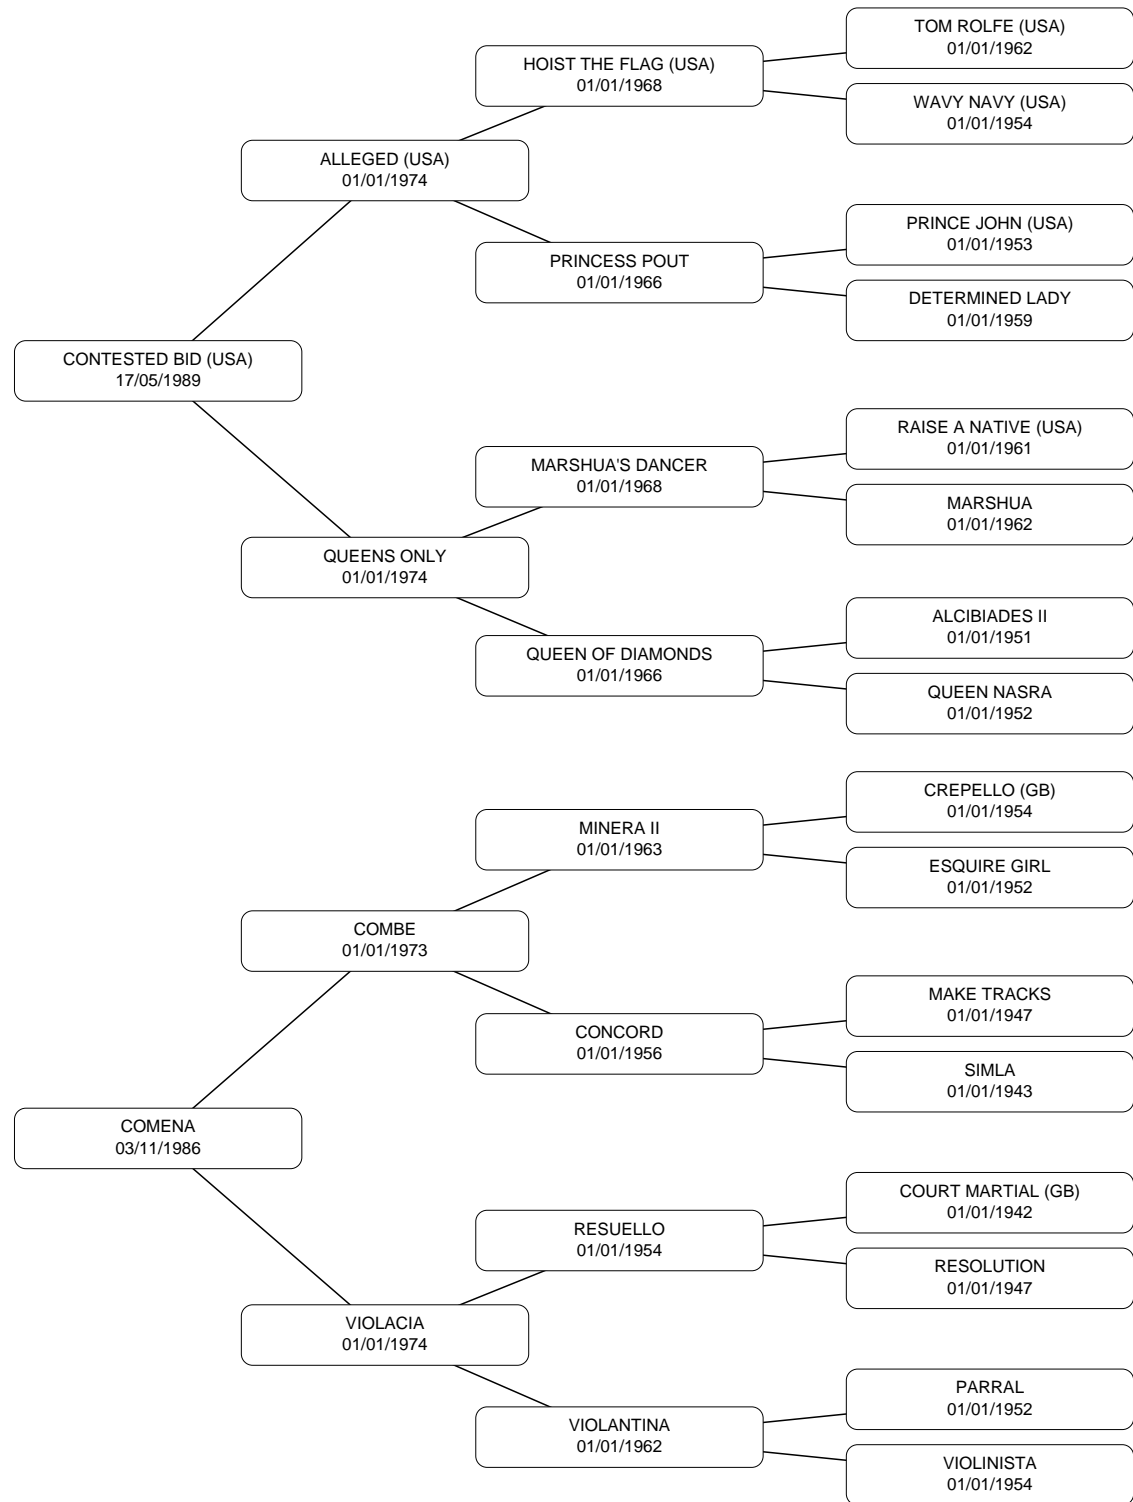 TOM ROLFE (USA)
01/01/1962
HOIST THE FLAG (USA)
01/01/1968
WAVY NAVY (USA)
01/01/1954
ALLEGED (USA)
01/01/1974
PRINCE JOHN (USA)
01/01/1953
PRINCESS POUT
01/01/1966
DETERMINED LADY
01/01/1959
CONTESTED BID (USA)
17/05/1989
RAISE A NATIVE (USA)
01/01/1961
MARSHUA'S DANCER
01/01/1968
MARSHUA
01/01/1962
QUEENS ONLY
01/01/1974
ALCIBIADES II
01/01/1951
QUEEN OF DIAMONDS
01/01/1966
QUEEN NASRA
01/01/1952
CREPELLO (GB)
01/01/1954
MINERA II
01/01/1963
ESQUIRE GIRL
01/01/1952
COMBE
01/01/1973
MAKE TRACKS
01/01/1947
CONCORD
01/01/1956
SIMLA
01/01/1943
COMENA
03/11/1986
COURT MARTIAL (GB)
01/01/1942
RESUELLO
01/01/1954
RESOLUTION
01/01/1947
VIOLACIA
01/01/1974
PARRAL
01/01/1952
VIOLANTINA
01/01/1962
VIOLINISTA
01/01/1954